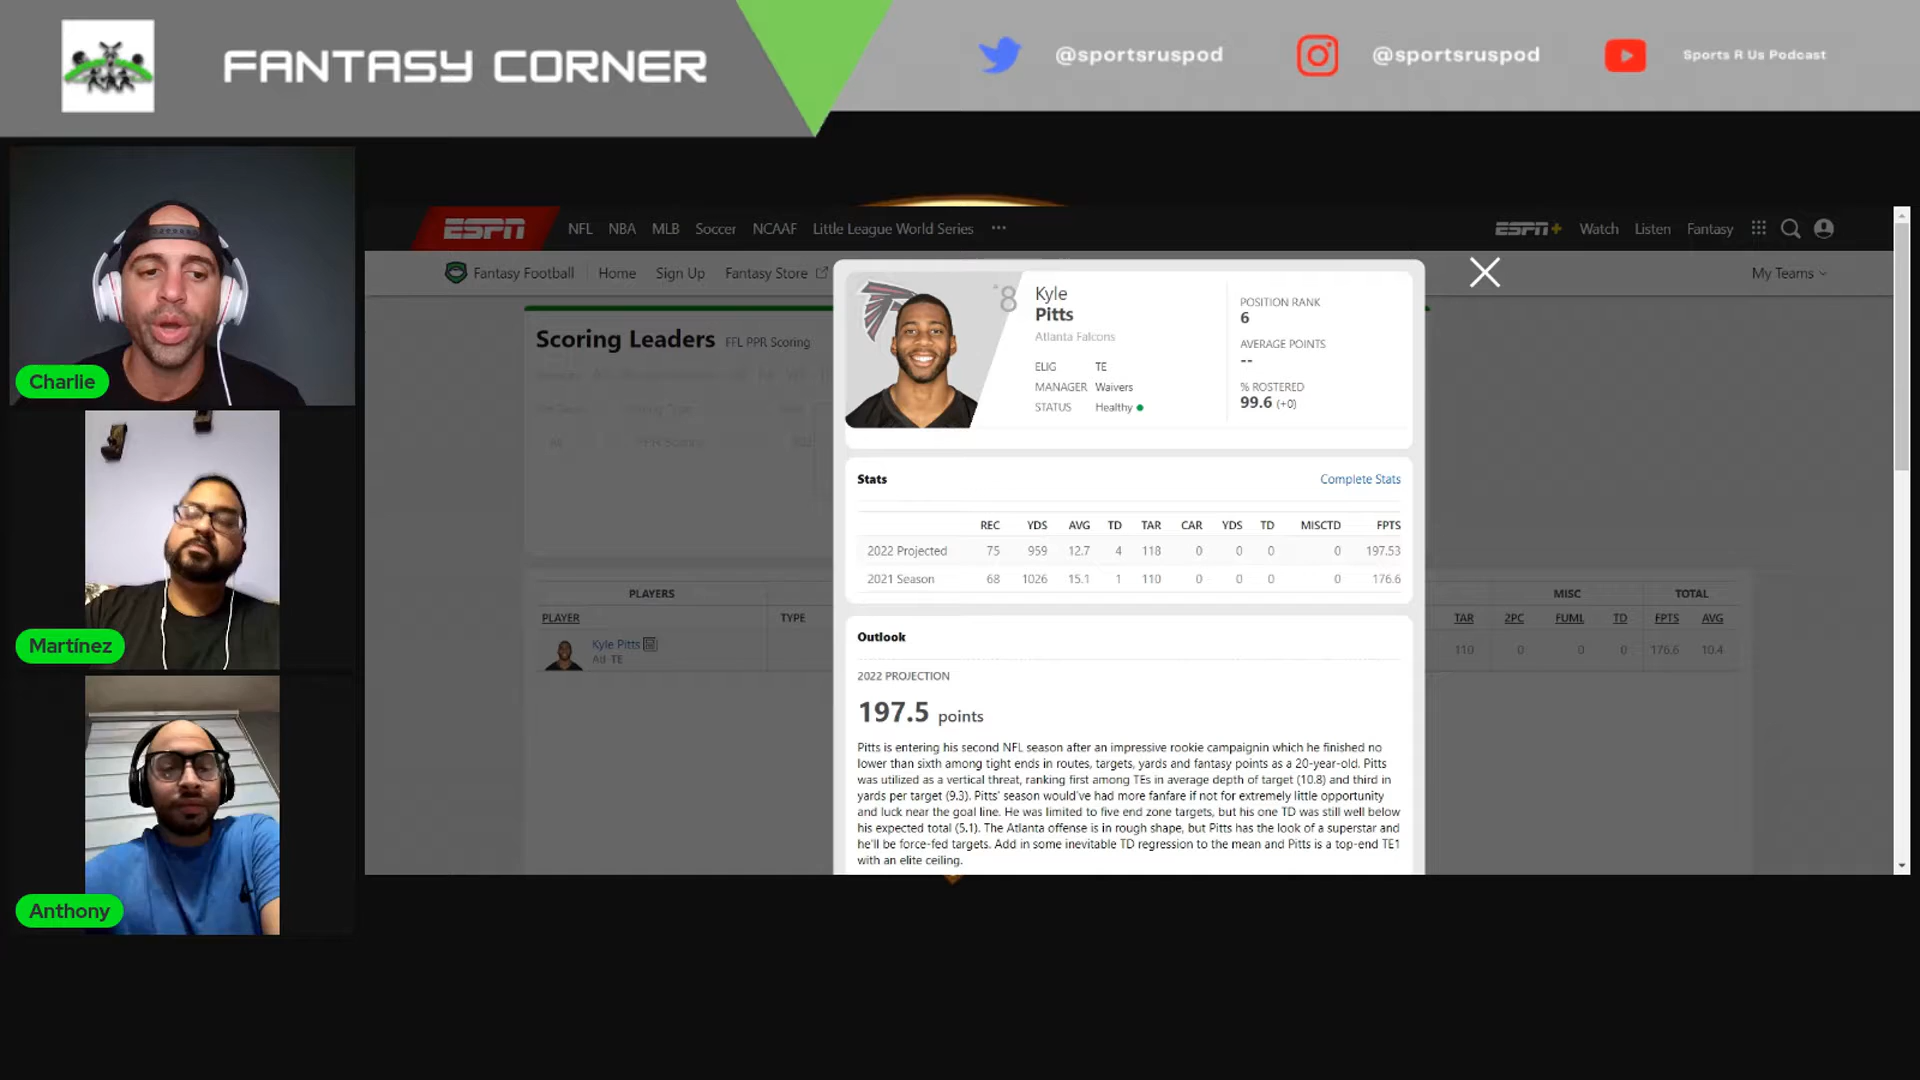 FANTASY CORNER
@sportsruspod
@sportsruspod
Sports R Us Podcast
Charlie
Martínez
Anthony
ESPN NFL NBA MLB Soccer NCAAF Little League World Series ··· ESPN+ Watch Listen Fantasy
Fantasy Football Home Sign Up Fantasy Store My Teams
Scoring Leaders FFL PPR Scoring
PLAYERS MISC TOTAL
PLAYER TYPE TAR 2PC FUML TD FPTS AVG
Kyle Pitts
Atl TE
110 0 0 0 176.6 10.4
#8
Kyle
Pitts
Atlanta Falcons
ELIG TE
MANAGER Waivers
STATUS Healthy
POSITION RANK
6
AVERAGE POINTS
--
% ROSTERED
99.6 (+0)
Stats Complete Stats
REC YDS AVG TD TAR CAR YDS TD MISCTD FPTS
2022 Projected 75 959 12.7 4 118 0 0 0 0 197.53
2021 Season 68 1026 15.1 1 110 0 0 0 0 176.6
Outlook
2022 PROJECTION
197.5 points
Pitts is entering his second NFL season after an impressive rookie campaignin which he finished no
lower than sixth among tight ends in routes, targets, yards and fantasy points as a 20-year-old. Pitts
was utilized as a vertical threat, ranking first among TEs in average depth of target (10.8) and third in
yards per target (9.3). Pitts' season would've had more fanfare if not for extremely little opportunity
and luck near the goal line. He was limited to five end zone targets, but his one TD was still well below
his expected total (5.1). The Atlanta offense is in rough shape, but Pitts has the look of a superstar and
he'll be force-fed targets. Add in some inevitable TD regression to the mean and Pitts is a top-end TE1
with an elite ceiling.